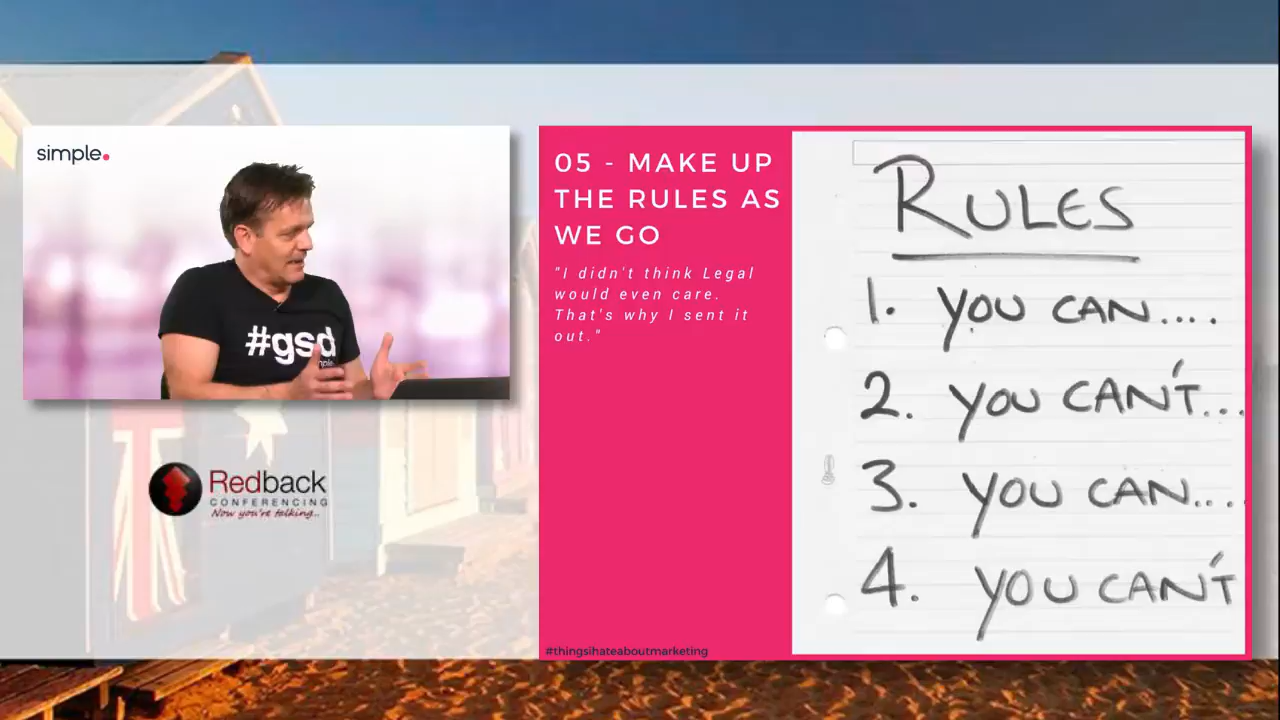 simple.
#gsd
Redback
CONFERENCING
Now you're talking...
05 - MAKE UP
THE RULES AS
WE GO
"I didn't think Legal
would even care.
That's why I sent it
out."
#thingsihateaboutmarketing
RULES
1. YOU CAN....
2. YOU CAN'T...
3. YOU CAN....
4. YOU CAN'T